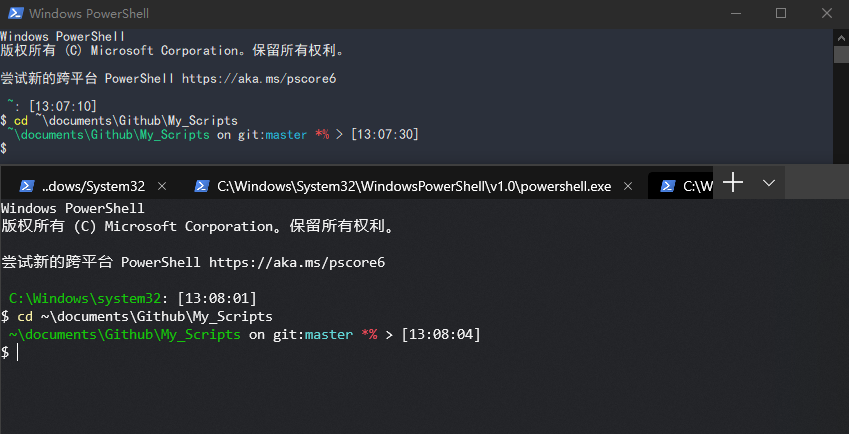 Windows PowerShell
Windows PowerShell
版权所有 (C) Microsoft Corporation。保留所有权利。
尝试新的跨平台 PowerShell https://aka.ms/pscore6
~: [13:07:10]
$ cd ~\documents\Github\My_Scripts
~\documents\Github\My_Scripts on git:master *% > [13:07:30]
$
..dows/System32
C:\Windows\System32\WindowsPowerShell\v1.0\powershell.exe
C:\W
Windows PowerShell
版权所有 (C) Microsoft Corporation。保留所有权利。
尝试新的跨平台 PowerShell https://aka.ms/pscore6
C:\Windows\system32: [13:08:01]
$ cd ~\documents\Github\My_Scripts
~\documents\Github\My_Scripts on git:master *% > [13:08:04]
$